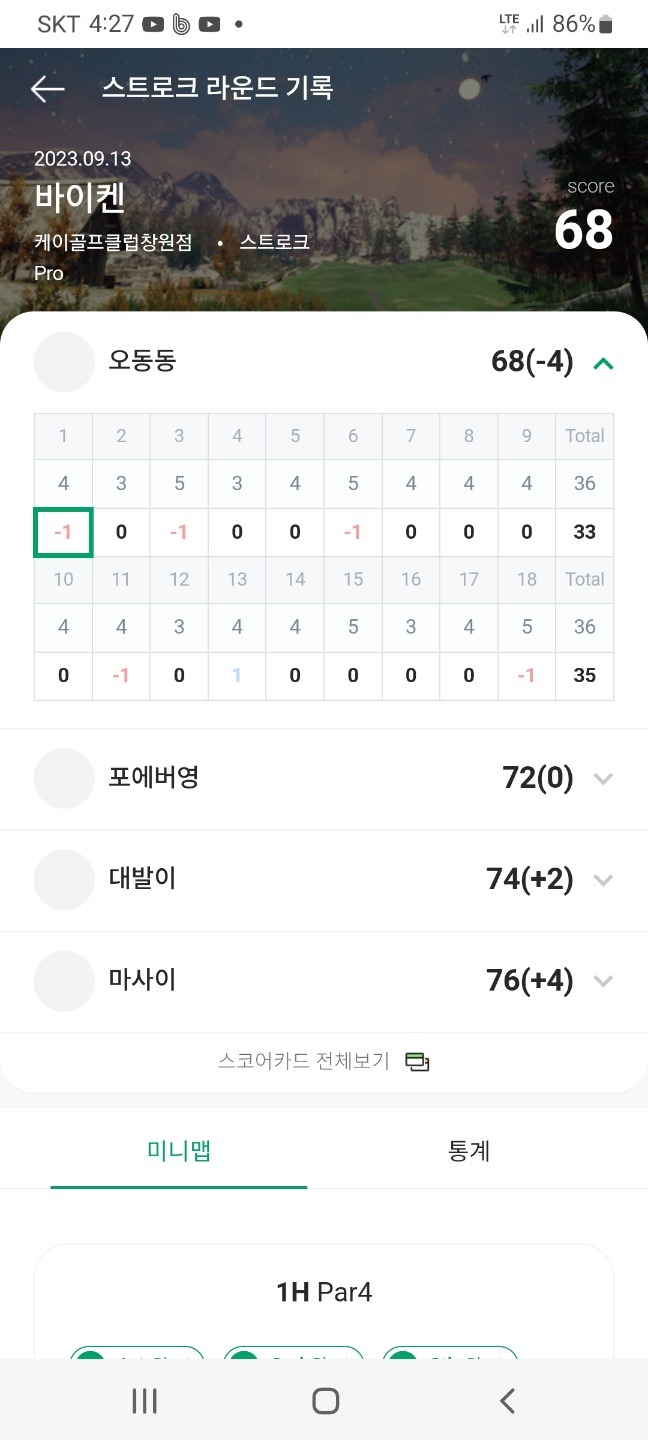 SKT 4:27
LTE 86%
스트로크 라운드 기록
2023.09.13
바이켄
케이골프클럽창원점 • 스트로크
Pro
score
68
오동동 68(-4)
1 2 3 4 5 6 7 8 9 Total
4 3 5 3 4 5 4 4 4 36
-1 0 -1 0 0 -1 0 0 0 33
10 11 12 13 14 15 16 17 18 Total
4 4 3 4 4 5 3 4 5 36
0 -1 0 1 0 0 0 0 -1 35
포에버영 72(0)
대발이 74(+2)
마사이 76(+4)
스코어카드 전체보기
미니맵 통계
1H Par4